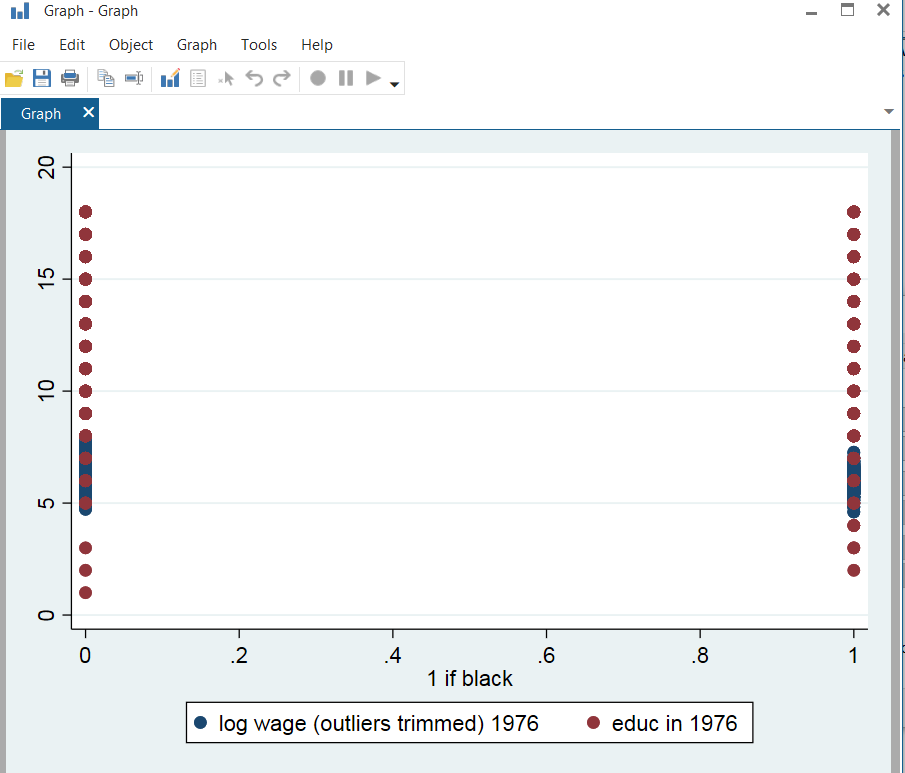 Graph - Graph
File Edit Object Graph Tools Help
Graph
20
15
10
5
0
0 .2 .4 .6 .8 1
1 if black
log wage (outliers trimmed) 1976 educ in 1976